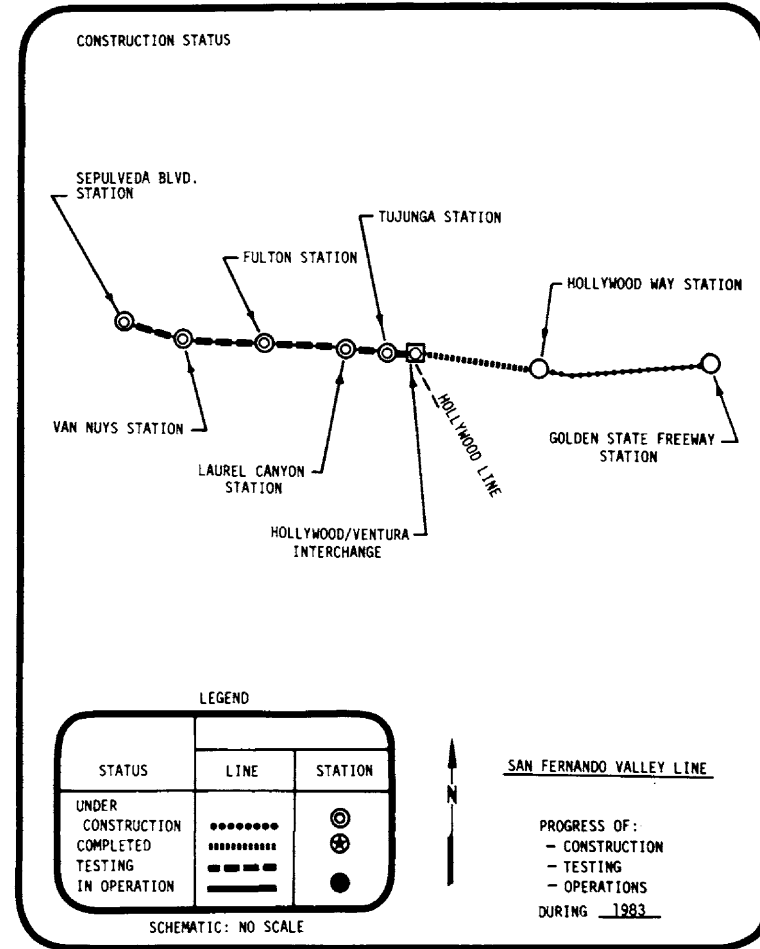 CONSTRUCTION STATUS
SEPULVEDA BLVD.
STATION
TUJUNGA STATION
FULTON STATION
HOLLYWOOD WAY STATION
VAN NUYS STATION
HOLLYWOOD LINE
GOLDEN STATE FREEWAY
STATION
LAUREL CANYON
STATION
HOLLYWOOD/VENTURA
INTERCHANGE
LEGEND
STATUS
LINE
STATION
UNDER
CONSTRUCTION
COMPLETED
TESTING
IN OPERATION
SCHEMATIC: NO SCALE
N
SAN FERNANDO VALLEY LINE
PROGRESS OF:
- CONSTRUCTION
- TESTING
- OPERATIONS
DURING 1983